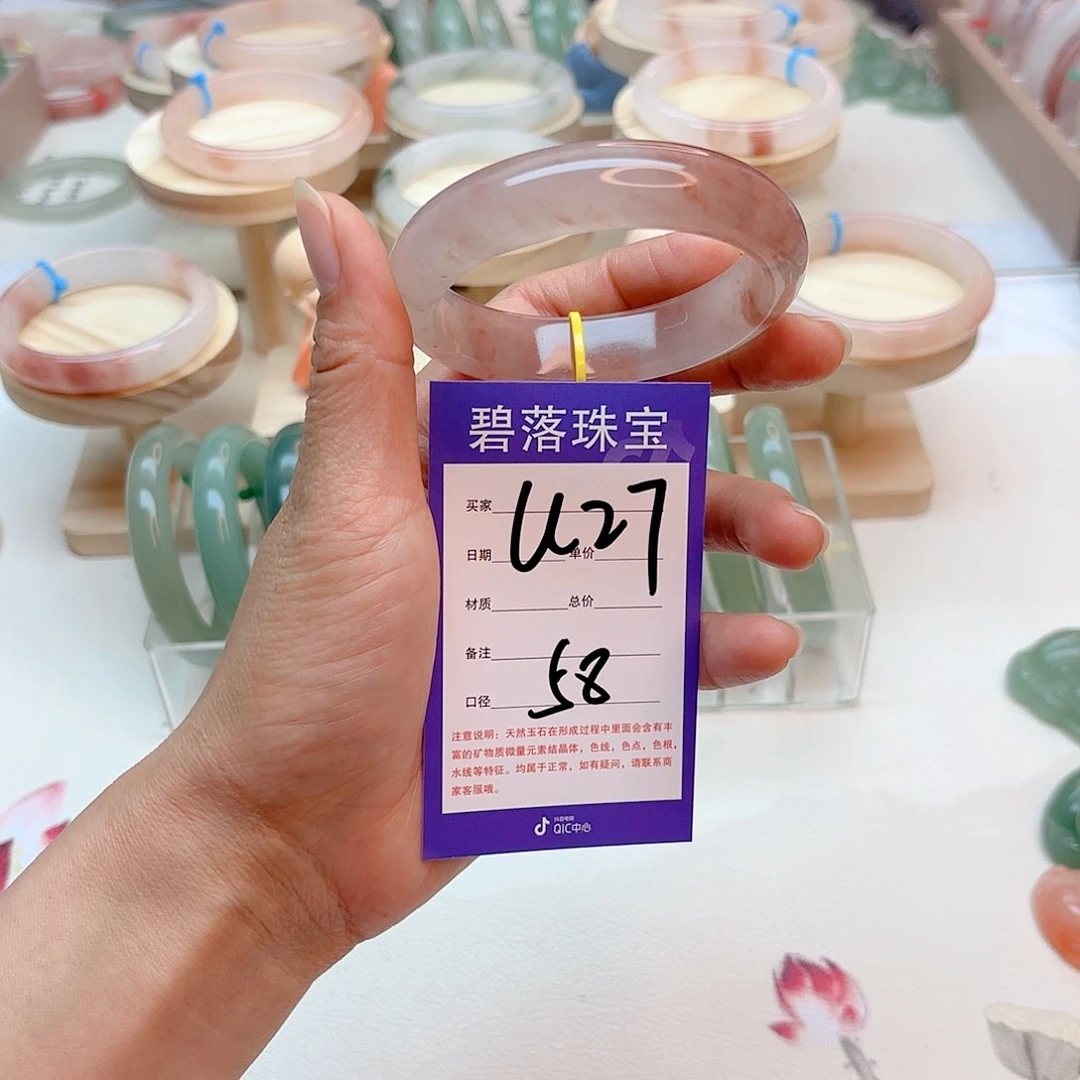 碧落珠宝
买家
U27
日期 单价
材质 总价
备注
58
口径
注意说明：天然玉石在形成过程中里面会含有丰
富的矿物质微量元素结晶体，色线，色点，色根，
水线等特征。均属于正常，如有疑问，请联系商
家客服哦。
抖音电商
QIC中心